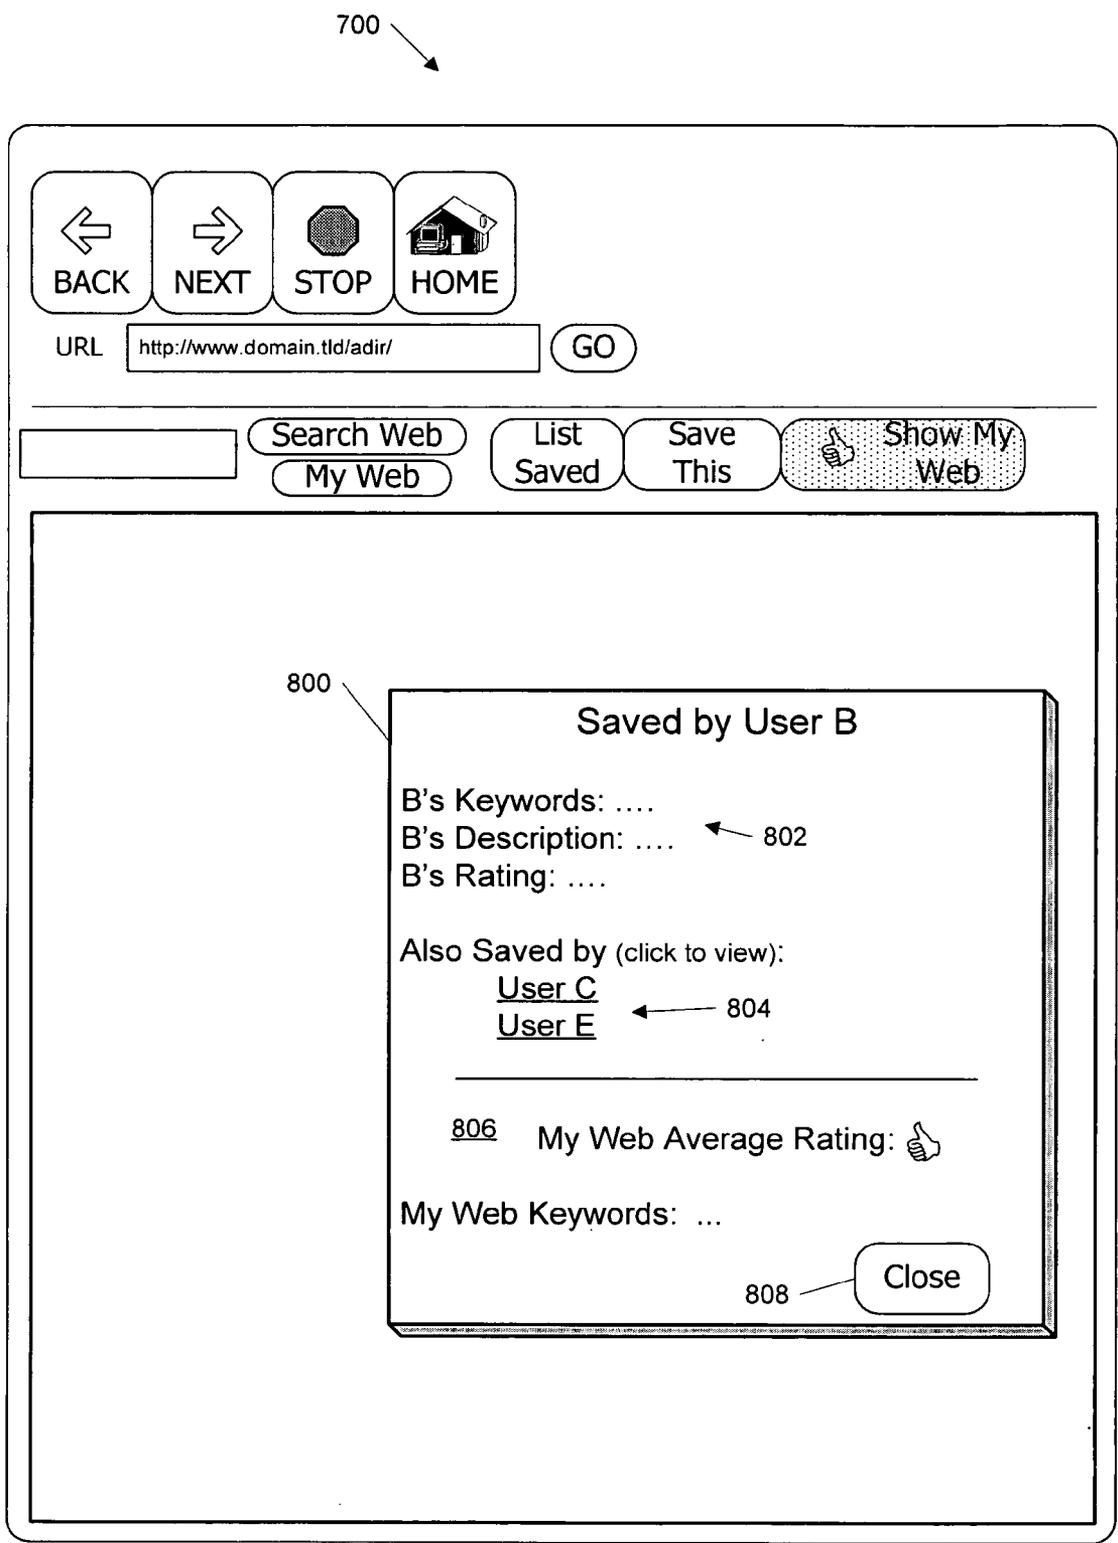 700
BACK NEXT STOP HOME
URL http://www.domain.tld/adir/ GO
Search Web
My Web
List
Saved
Save
This
Show My
Web
800
Saved by User B
B's Keywords: ....
B's Description: ....
802
B's Rating: ....
Also Saved by (click to view):
User C
User E
804
806 My Web Average Rating:
My Web Keywords: ...
808 Close